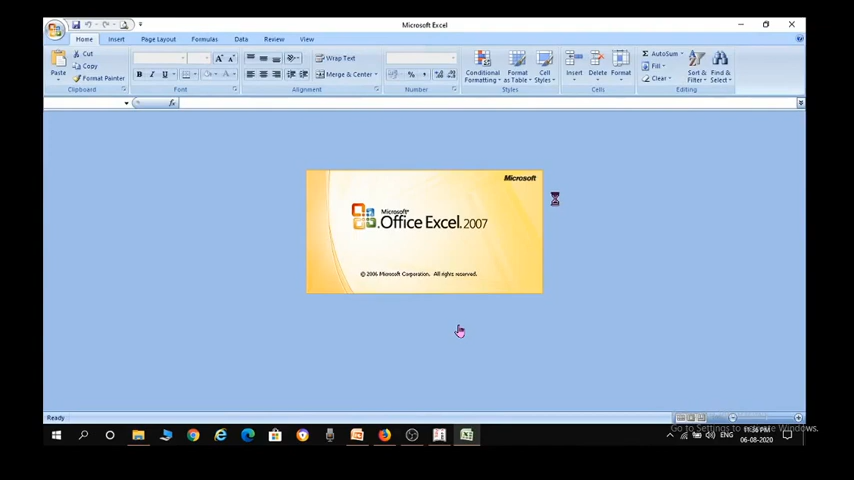 Microsoft Excel
Home Insert Page Layout Formulas Data Review View
Cut
Copy
Format Painter
Paste
Clipboard
B I U
Font
Wrap Text
Merge & Center
Alignment
Number
Conditional Formatting
Format as Table
Cell Styles
Styles
Insert Delete Format
Cells
AutoSum
Fill
Clear
Sort & Filter
Find & Select
Editing
fx
Microsoft
Microsoft
Office Excel 2007
© 2006 Microsoft Corporation. All rights reserved.
Ready
Go to Settings to activate Windows.
ENG
06-08-2020